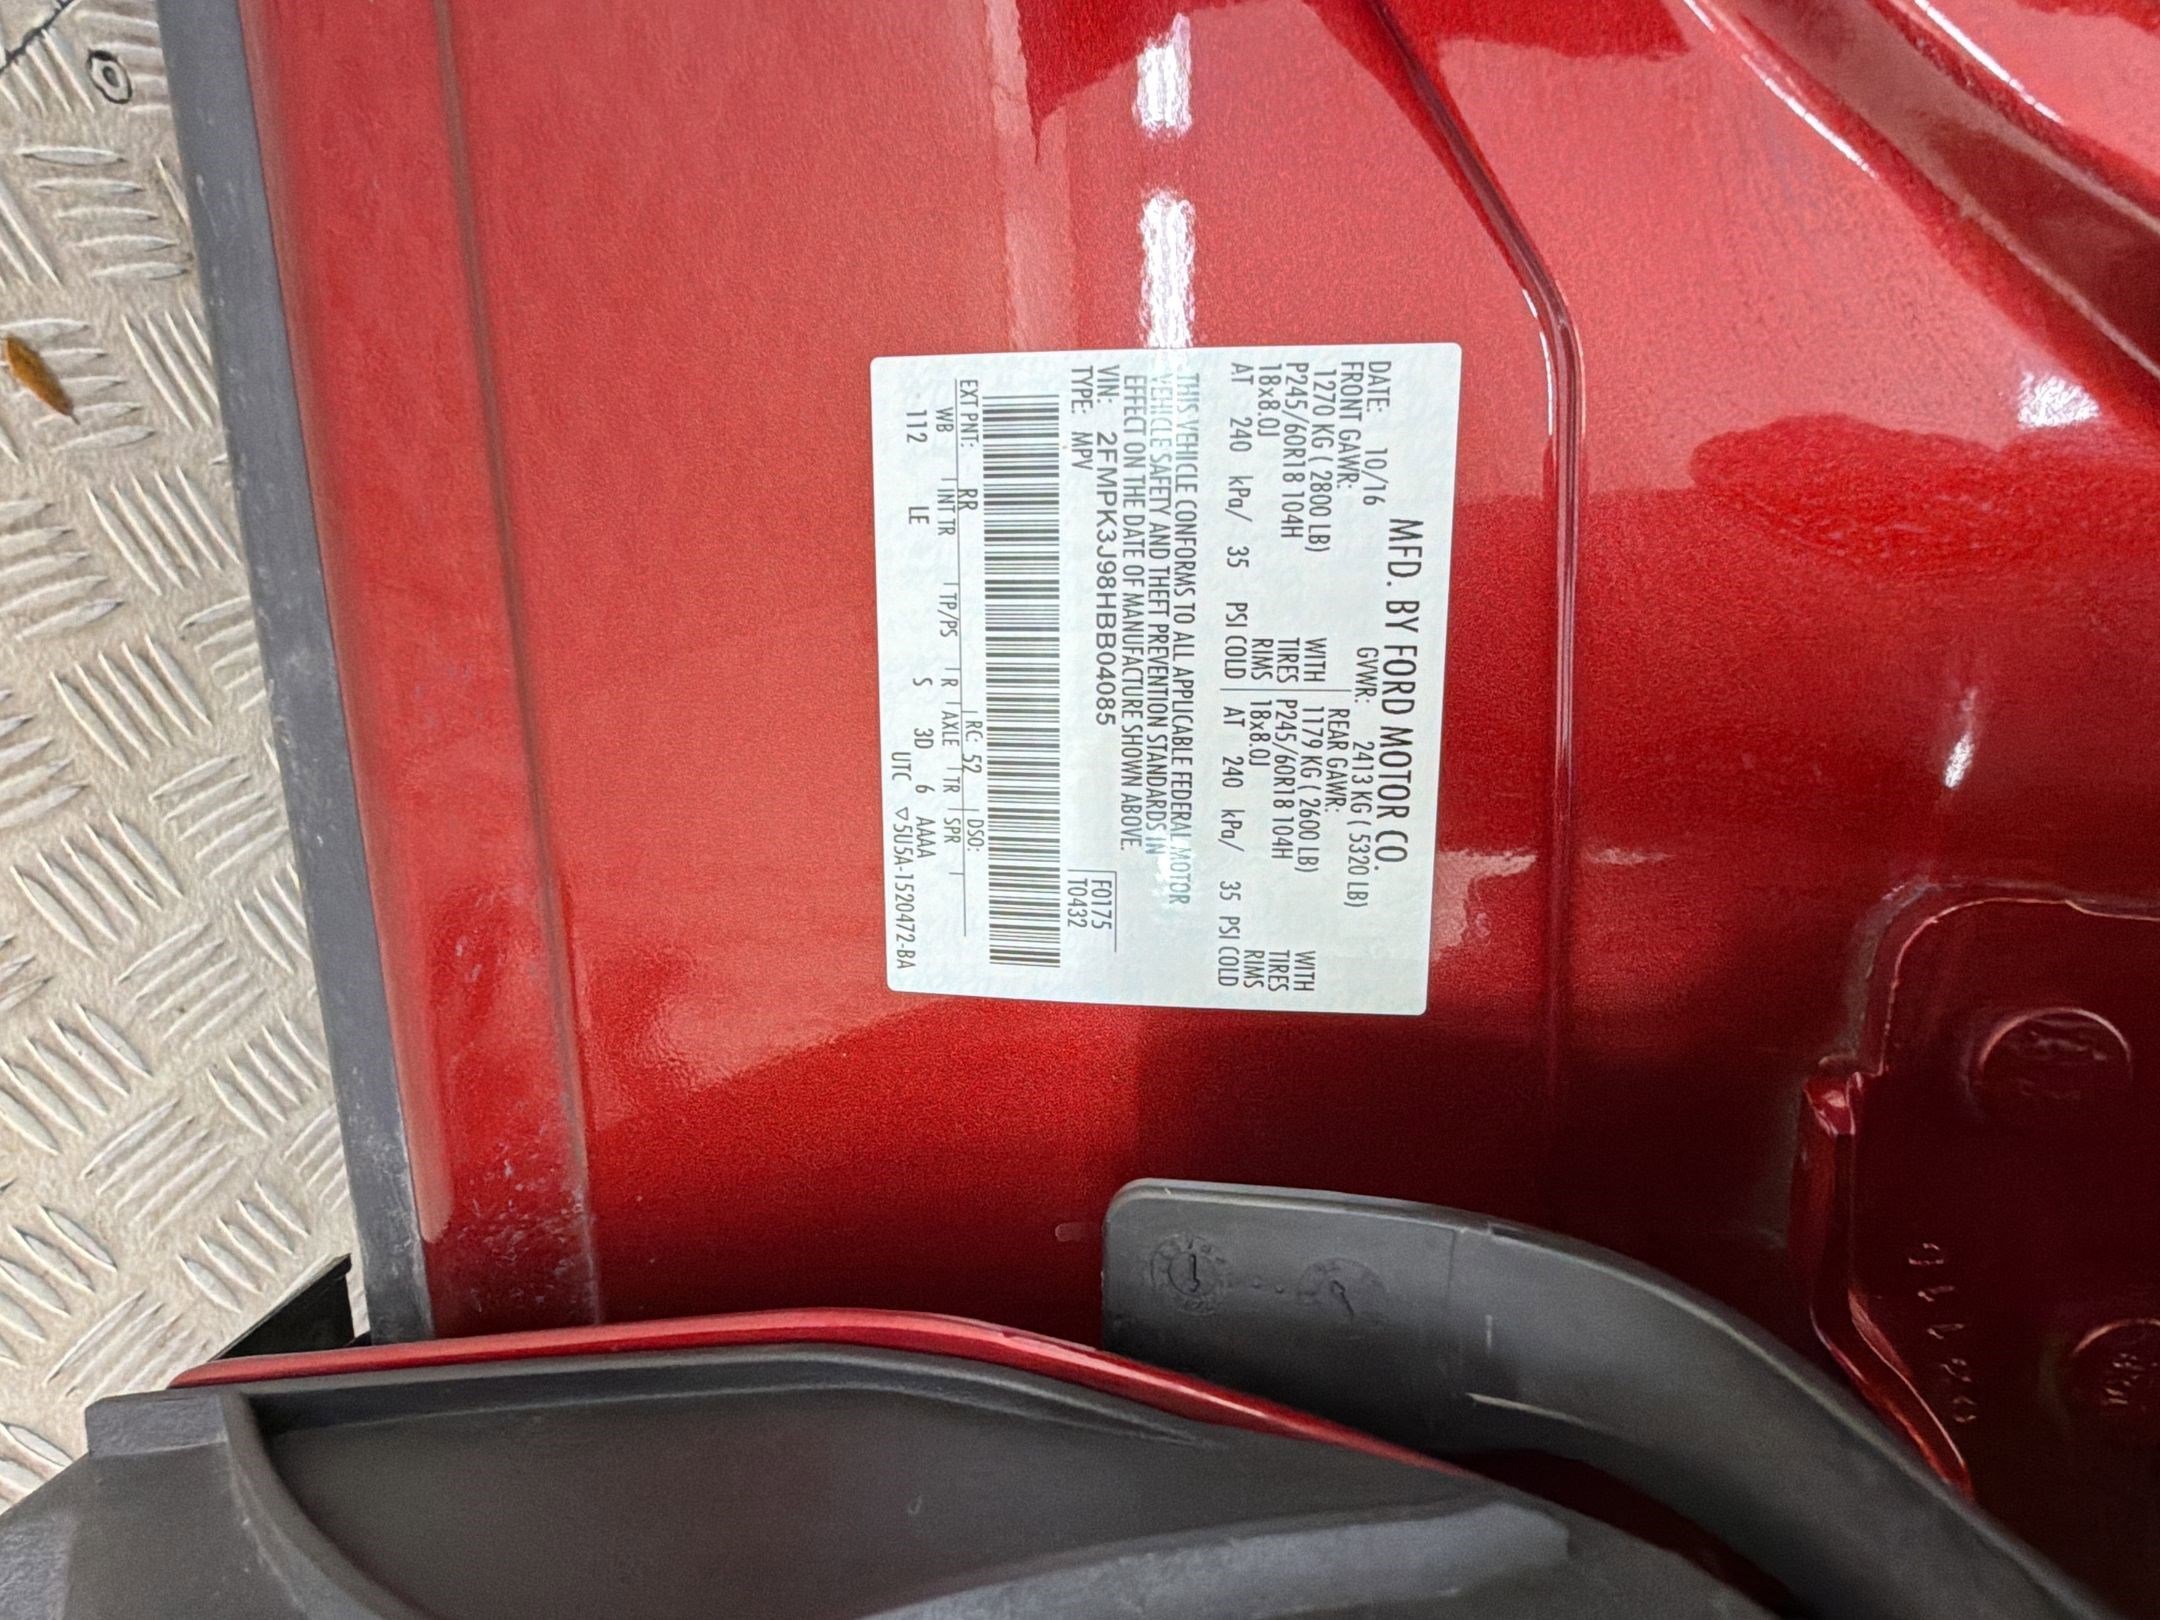 MFD. BY FORD MOTOR CO.
DATE: 10/16 GVWR: 2413 KG ( 5320 LB)
FRONT GAWR: REAR GAWR:
1270 KG ( 2800 LB) WITH 1179 KG ( 2600 LB) WITH
P245/60R18 104H TIRES P245/60R18 104H TIRES
18x8.0J RIMS 18x8.0J RIMS
AT 240 kPa/ 35 PSI COLD AT 240 kPa/ 35 PSI COLD
THIS VEHICLE CONFORMS TO ALL APPLICABLE FEDERAL MOTOR
VEHICLE SAFETY AND THEFT PREVENTION STANDARDS IN
EFFECT ON THE DATE OF MANUFACTURE SHOWN ABOVE.
VIN: 2FMPK3J98HBB04085 F0175
TYPE: MPV T0432
EXT PNT: RR RC: 52 DSO:
WB INT TR TP/PS R AXLE TR SPR
112 LE S 3D 6 AAAA
UTC ▽5U5A-1520472-BA